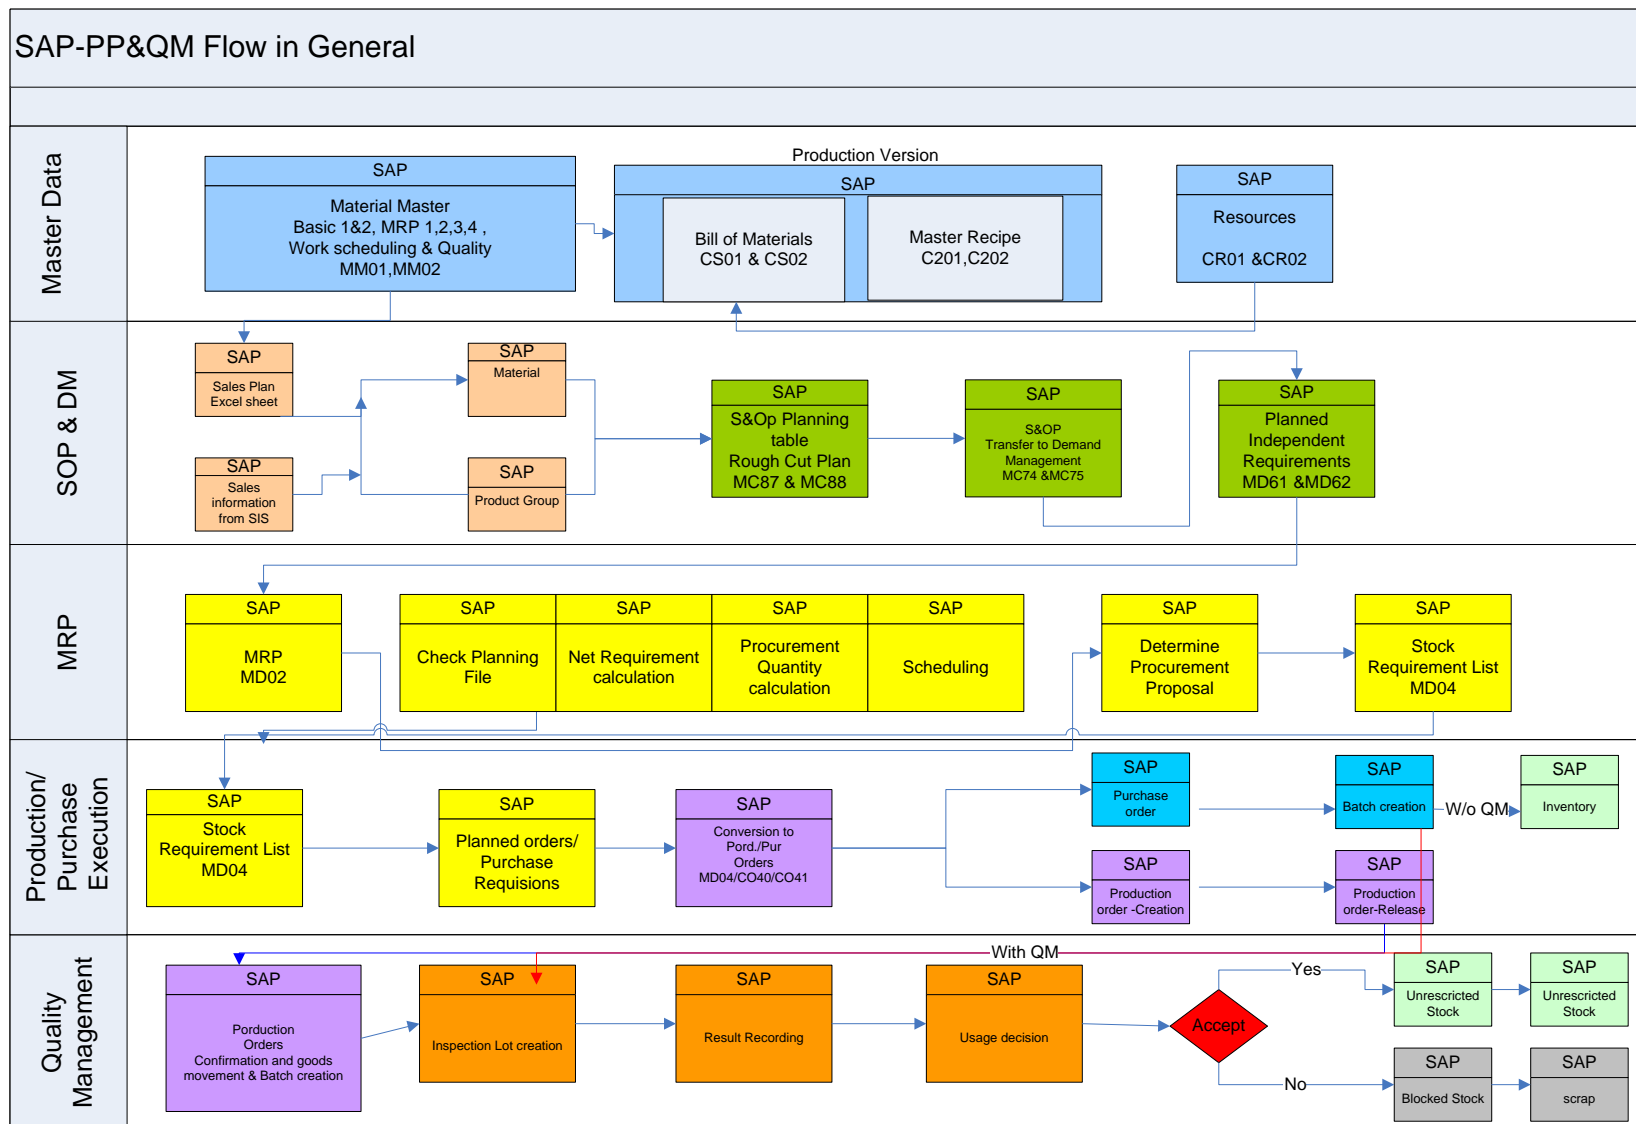 SAP-PP&QM Flow in General
Master Data
SAP
Material Master
Basic 1&2, MRP 1,2,3,4 ,
Work scheduling & Quality
MM01,MM02
Production Version
SAP
Bill of Materials
CS01 & CS02
Master Recipe
C201,C202
SAP
Resources
CR01 &CR02
SOP & DM
SAP
Sales Plan
Excel sheet
SAP
Sales
information
from SIS
SAP
Material
SAP
Product Group
SAP
S&Op Planning
table
Rough Cut Plan
MC87 & MC88
SAP
S&OP
Transfer to Demand
Management
MC74 &MC75
SAP
Planned
Independent
Requirements
MD61 &MD62
MRP
SAP
MRP
MD02
SAP
Check Planning
File
SAP
Net Requirement
calculation
SAP
Procurement
Quantity
calculation
SAP
Scheduling
SAP
Determine
Procurement
Proposal
SAP
Stock
Requirement List
MD04
Production/
Purchase
Execution
SAP
Stock
Requirement List
MD04
SAP
Planned orders/
Purchase
Requisions
SAP
Conversion to
Pord./Pur
Orders
MD04/CO40/CO41
SAP
Purchase
order
SAP
Batch creation
W/o QM
SAP
Inventory
SAP
Production
order -Creation
SAP
Production
order-Release
Quality
Management
With QM
SAP
Porduction
Orders
Confirmation and goods
movement & Batch creation
SAP
Inspection Lot creation
SAP
Result Recording
SAP
Usage decision
Accept
Yes
SAP
Unrescricted
Stock
SAP
Unrescricted
Stock
No
SAP
Blocked Stock
SAP
scrap